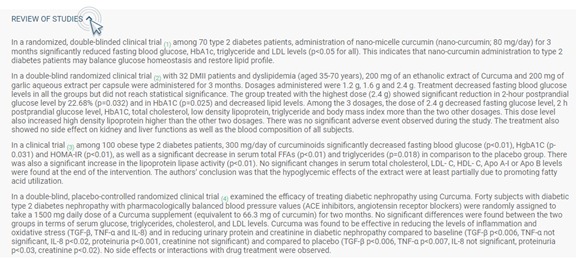 REVIEW OF STUDIES
In a randomized, double-blinded clinical trial (1) among 70 type 2 diabetes patients, administration of nano-micelle curcumin (nano-curcumin; 80 mg/day) for 3
months significantly reduced fasting blood glucose, HbA1c, triglyceride and LDL levels (p<0.05 for all). This indicates that nano-curcumin administration to type 2
diabetes patients may balance glucose homeostasis and restore lipid profile.
In a double-blind randomized clinical trial (2) with 32 DMII patients and dyslipidemia (aged 35-70 years), 200 mg of an ethanolic extract of Curcuma and 200 mg of
garlic aqueous extract per capsule were administered for 3 months. Dosages administered were 1.2 g, 1.6 g and 2.4 g. Treatment decreased fasting blood glucose
levels in all the groups but did not reach statistical significance. The group treated with the highest dose (2.4 g) showed significant reduction in 2-hour postprandial
glucose level by 22.68% (p=0.032) and in HbA1C (p=0.025) and decreased lipid levels. Among the 3 dosages, the dose of 2.4 g decreased fasting glucose level, 2 h
postprandial glucose level, HbA1C, total cholesterol, low density lipoprotein, triglyceride and body mass index more than the two other dosages. This dose level
also increased high density lipoprotein higher than the other two dosages. There was no significant adverse event observed during the study. The treatment also
showed no side effect on kidney and liver functions as well as the blood composition of all subjects.
In a clinical trial (3) among 100 obese type 2 diabetes patients, 300 mg/day of curcuminoids significantly decreased fasting blood glucose (p<0.01), HgbA1C (p-
0.031) and HOMA-IR (p<0.01), as well as a significant decrease in serum total FFAs (p<0.01) and triglycerides (p=0.018) in comparison to the placebo group. There
was also a significant increase in the lipoprotein lipase activity (p<0.01). No significant changes in serum total cholesterol, LDL- C, HDL- C, Apo A-I or Apo B levels
were found at the end of the intervention. The authors' conclusion was that the hypoglycemic effects of the extract were at least partially due to promoting fatty
acid utilization.
In a double-blind, placebo-controlled randomized clinical trial (4) examined the efficacy of treating diabetic nephropathy using Curcuma. Forty subjects with diabetic
type 2 diabetes nephropathy with pharmacologically balanced blood pressure values (ACE inhibitors, angiotensin receptor blockers) were randomly assigned to
take a 1500 mg daily dose of a Curcuma supplement (equivalent to 66.3 mg of curcumin) for two months. No significant differences were found between the two
groups in terms of serum glucose, triglycerides, cholesterol, and LDL levels. Curcuma was found to be effective in reducing the levels of inflammation and
oxidative stress (TGF-β, TNF-α and IL-8) and in reducing urinary protein and creatinine in diabetic nephropathy compared to baseline (TGF-β p<0.006, TNF-α not
significant, IL-8 p<0.02, proteinuria p<0.001, creatinine not significant) and compared to placebo (TGF-β p<0.006, TNF-α p<0.007, IL-8 not significant, proteinuria
p<0.03, creatinine p<0.02). No side effects or interactions with drug treatment were observed.